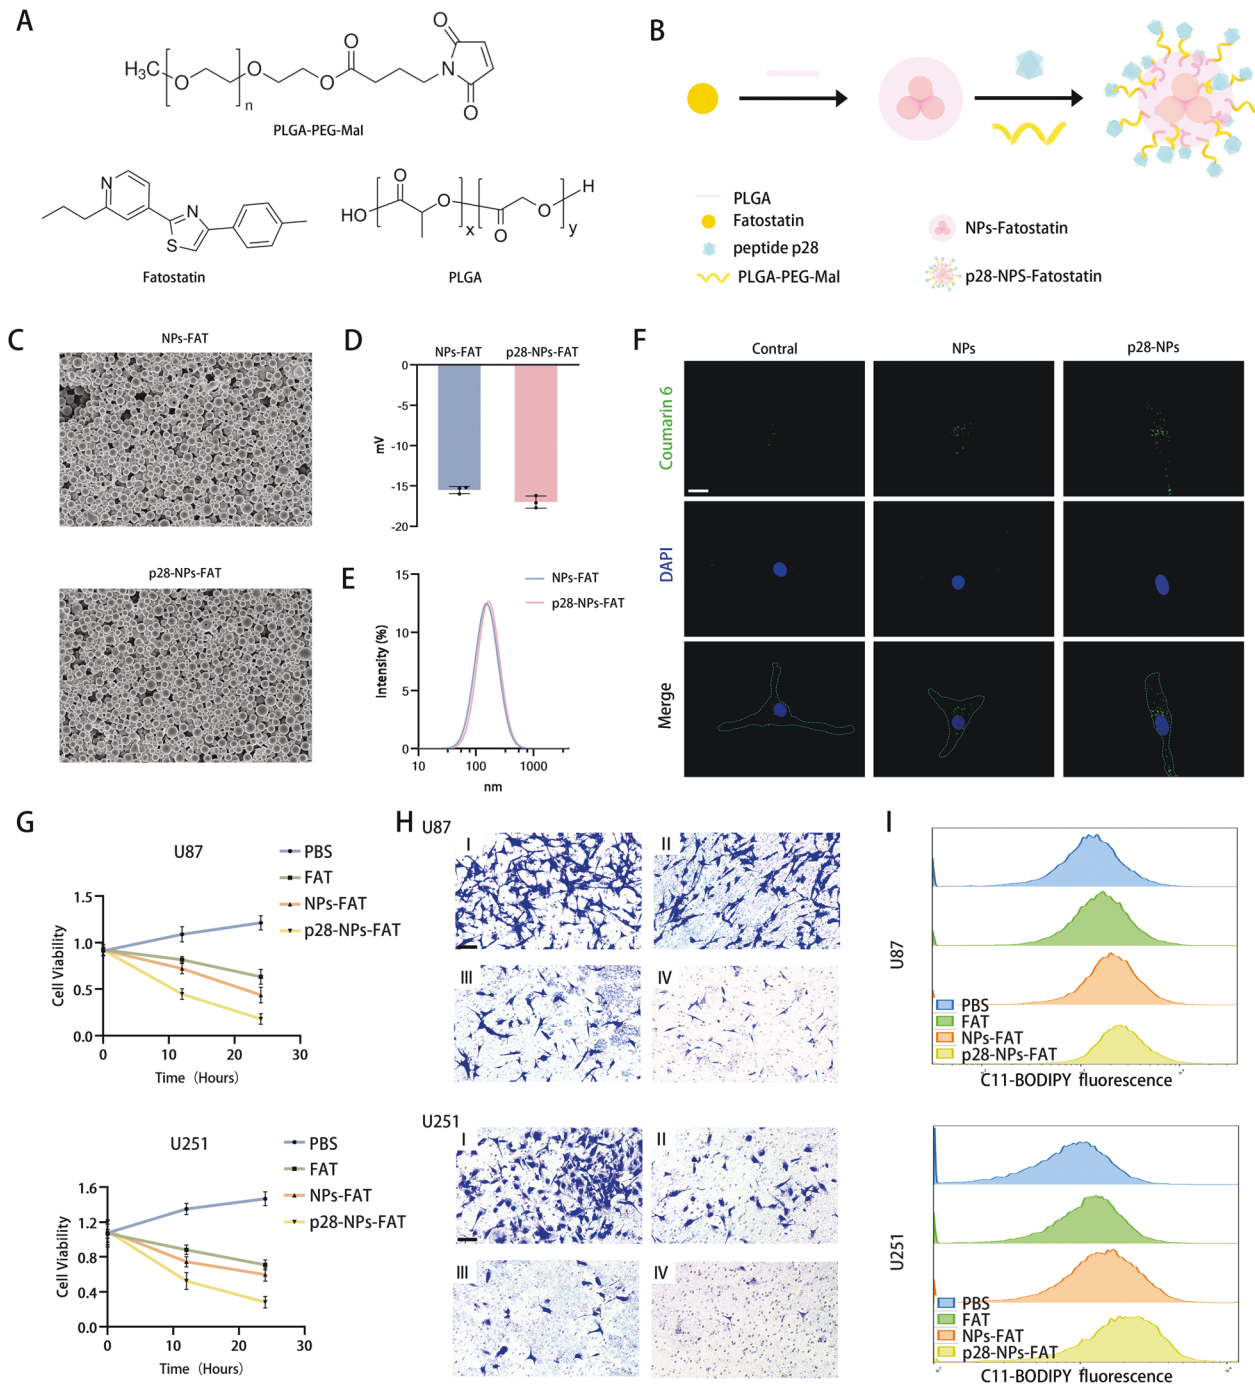 A
H₃C
O
n
O
O
O
N
O
O
PLGA-PEG-Mal
N
N
S
Fatostatin
HO
O
O
x
O
O
y
H
PLGA
B
PLGA
Fatostatin
peptide p28
PLGA-PEG-Mal
NPs-Fatostatin
p28-NPS-Fatostatin
C
NPs-FAT
p28-NPs-FAT
D
NPs-FAT
p28-NPs-FAT
mV
0
-5
-10
-15
-20
E
NPs-FAT
p28-NPs-FAT
Intensity (%)
15
10
5
0
10
100
1000
nm
F
Contral
NPs
p28-NPs
Coumarin 6
DAPI
Merge
G
U87
PBS
FAT
NPs-FAT
p28-NPs-FAT
Cell Viability
1.5
1.0
0.5
0.0
0
10
20
30
Time (Hours)
U251
PBS
FAT
NPs-FAT
p28-NPs-FAT
Cell Viability
1.6
1.2
0.8
0.4
0.0
0
10
20
30
Time (Hours)
H
U87
I
II
III
IV
U251
I
II
III
IV
I
U87
PBS
FAT
NPs-FAT
p28-NPs-FAT
C11-BODIPY fluorescence
U251
PBS
FAT
NPs-FAT
p28-NPs-FAT
C11-BODIPY fluorescence